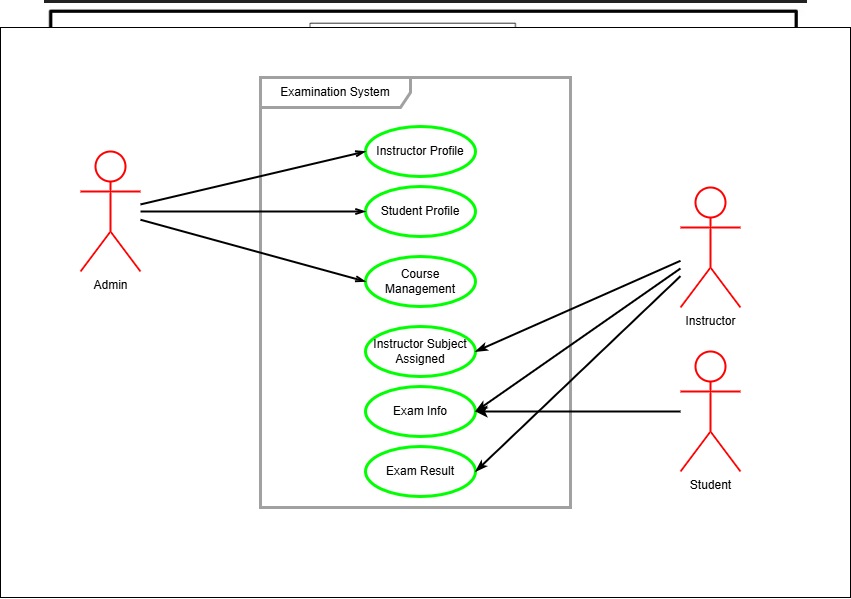 Examination System
Instructor Profile
Student Profile
Course
Management
Instructor Subject
Assigned
Exam Info
Exam Result
Admin
Instructor
Student